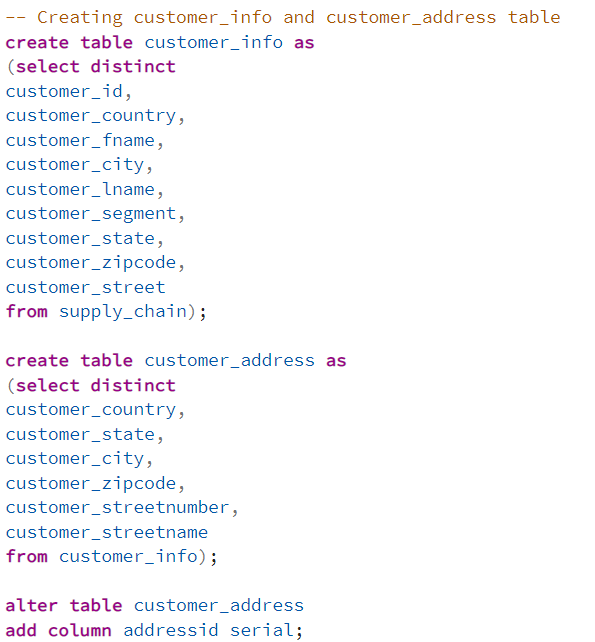 -- Creating customer_info and customer_address table
create table customer_info as
(select distinct
customer_id,
customer_country,
customer_fname,
customer_city,
customer_lname,
customer_segment,
customer_state,
customer_zipcode,
customer_street
from supply_chain);
create table customer_address as
(select distinct
customer_country,
customer_state,
customer_city,
customer_zipcode,
customer_streetnumber,
customer_streetname
from customer_info);
alter table customer_address
add column addressid serial;